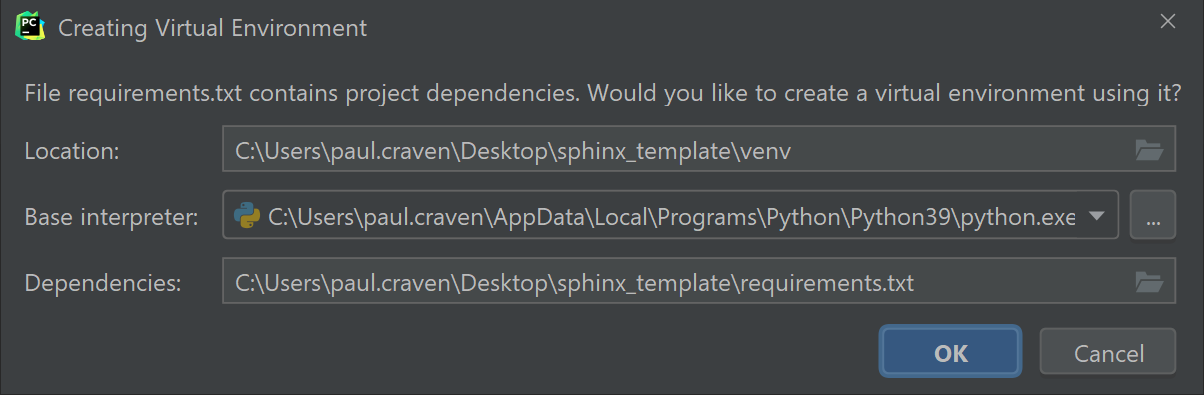 PC
Creating Virtual Environment
File requirements.txt contains project dependencies. Would you like to create a virtual environment using it?
Location: C:\Users\paul.craven\Desktop\sphinx_template\venv
Base interpreter: C:\Users\paul.craven\AppData\Local\Programs\Python\Python39\python.exe ...
Dependencies: C:\Users\paul.craven\Desktop\sphinx_template\requirements.txt
OK Cancel